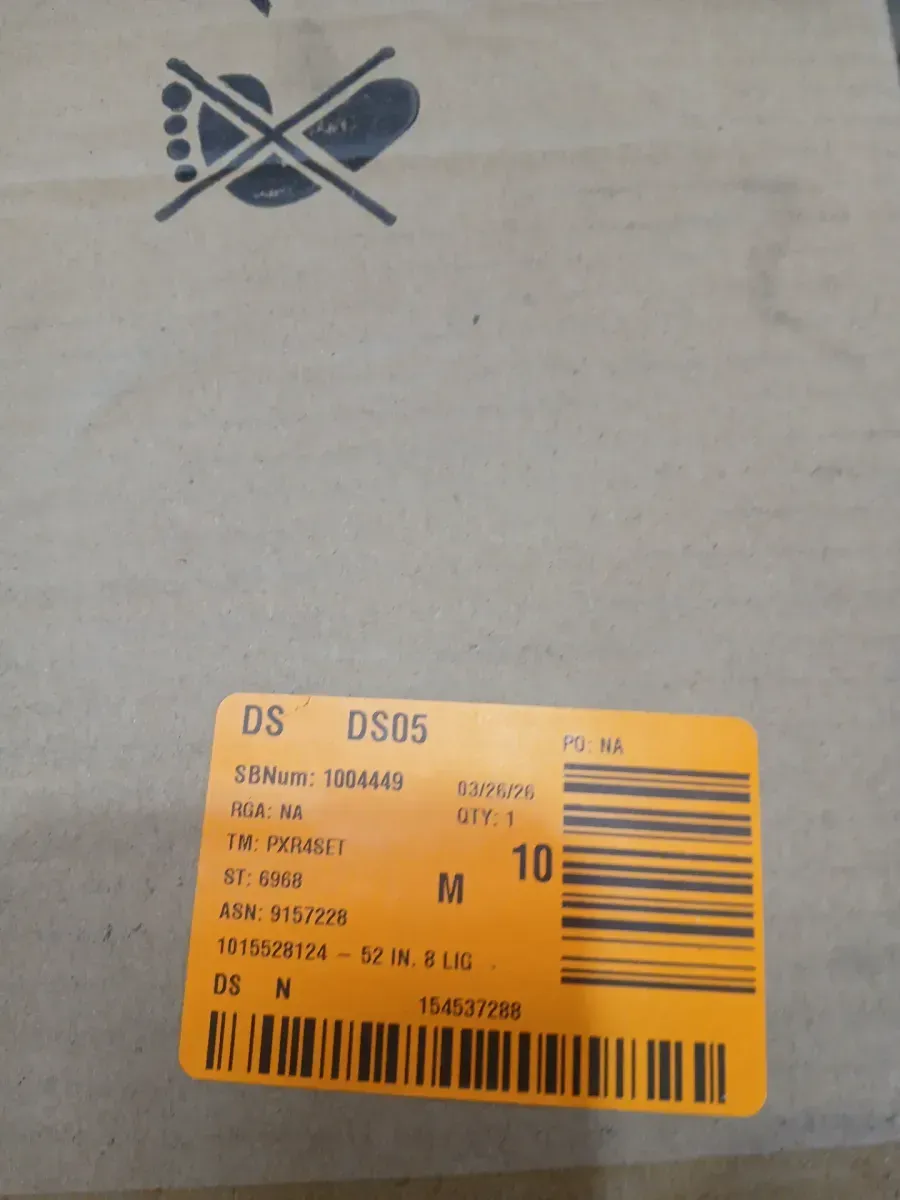 DS DS05
PO: NA
SBNum: 1004449 03/26/26
RGA: NA QTY: 1
TM: PXR4SET
10
ST: 6968 M
ASN: 9157228
1015528124 - 52 IN. 8 LIG
DS N
154537288